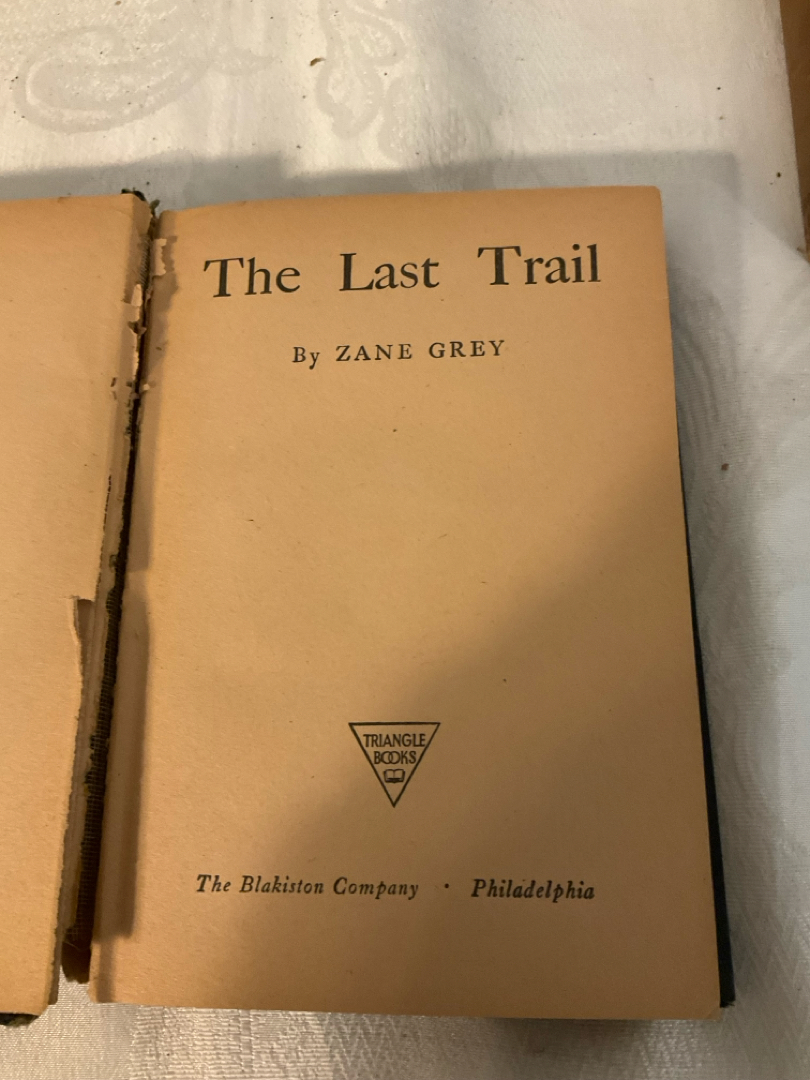 The Last Trail
By ZANE GREY
TRIANGLE
BOOKS
The Blakiston Company · Philadelphia